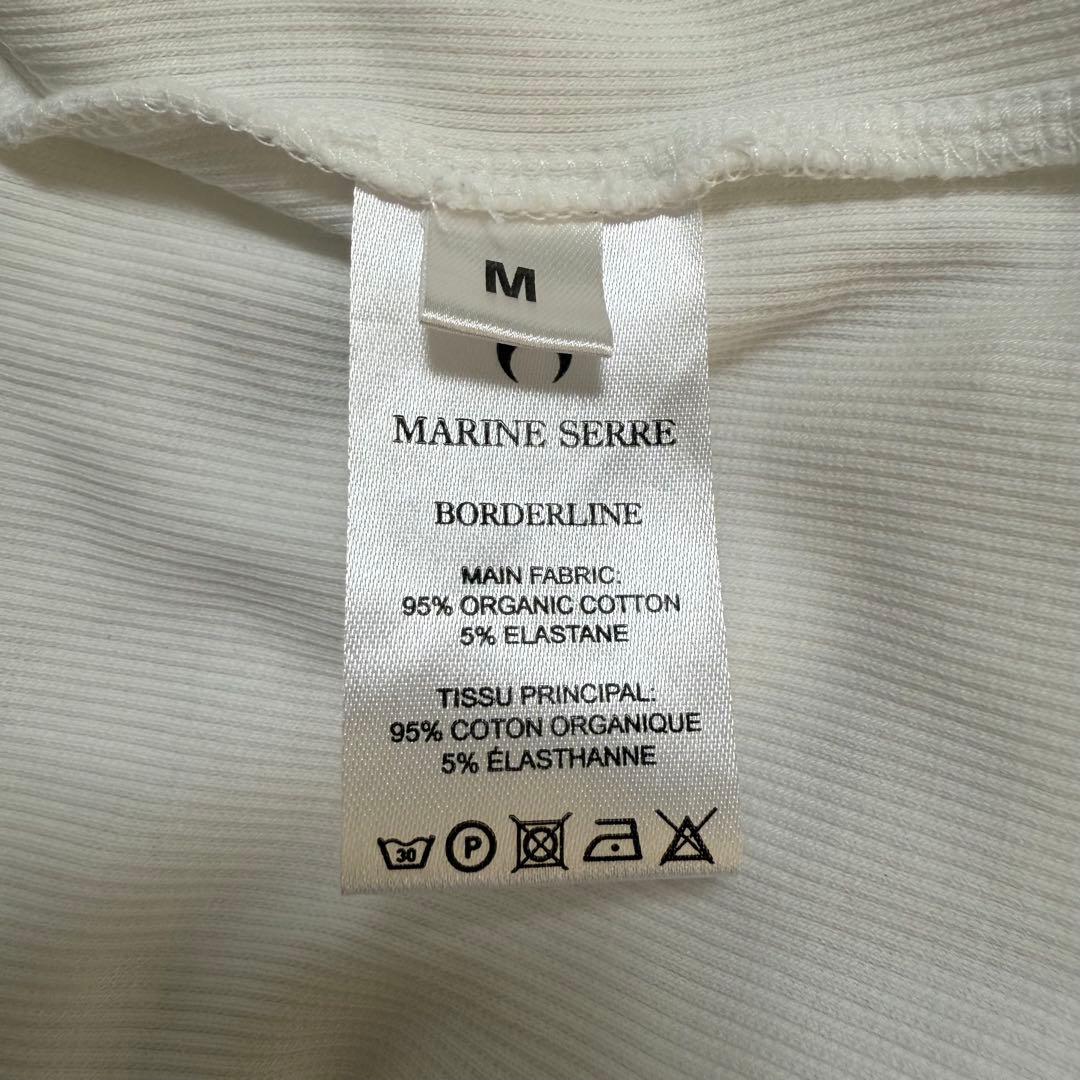 M
MARINE SERRE
BORDERLINE
MAIN FABRIC:
95% ORGANIC COTTON
5% ELASTANE
TISSU PRINCIPAL:
95% COTON ORGANIQUE
5% ÉLASTHANNE
30 P